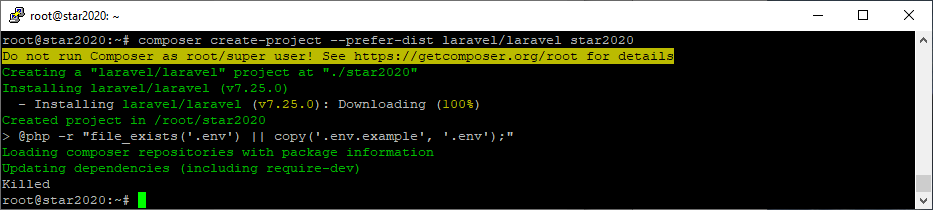 root@star2020: ~
root@star2020:~# composer create-project --prefer-dist laravel/laravel star2020
Do not run Composer as root/super user! See https://getcomposer.org/root for details
Creating a "laravel/laravel" project at "./star2020"
Installing laravel/laravel (v7.25.0)
  - Installing laravel/laravel (v7.25.0): Downloading (100%)
Created project in /root/star2020
> @php -r "file_exists('.env') || copy('.env.example', '.env');"
Loading composer repositories with package information
Updating dependencies (including require-dev)
Killed
root@star2020:~#